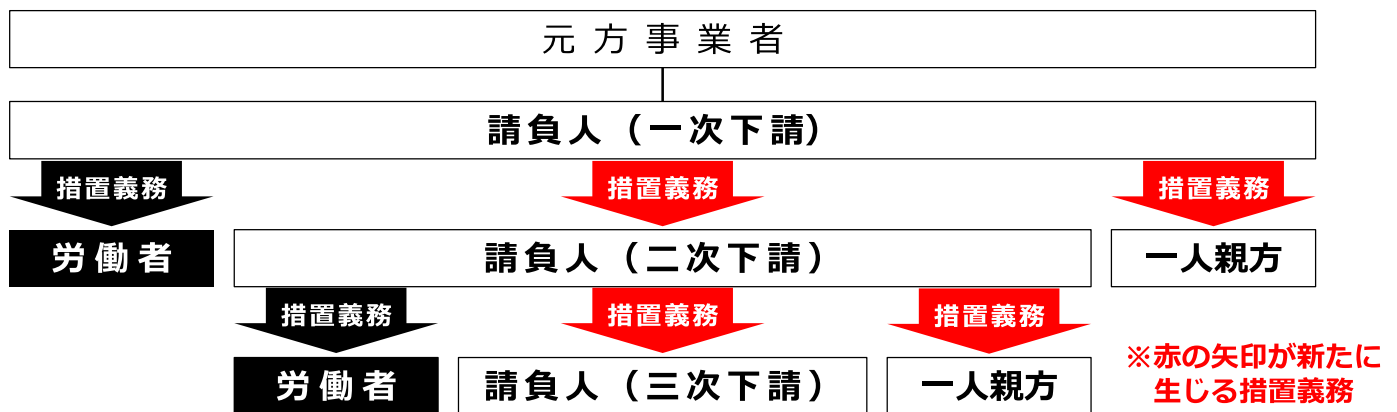 元方事業者
請負人（一次下請）
措置義務 措置義務 措置義務
労働者 請負人（二次下請） 一人親方
措置義務 措置義務 措置義務
労働者 請負人（三次下請） 一人親方
※赤の矢印が新たに
生じる措置義務